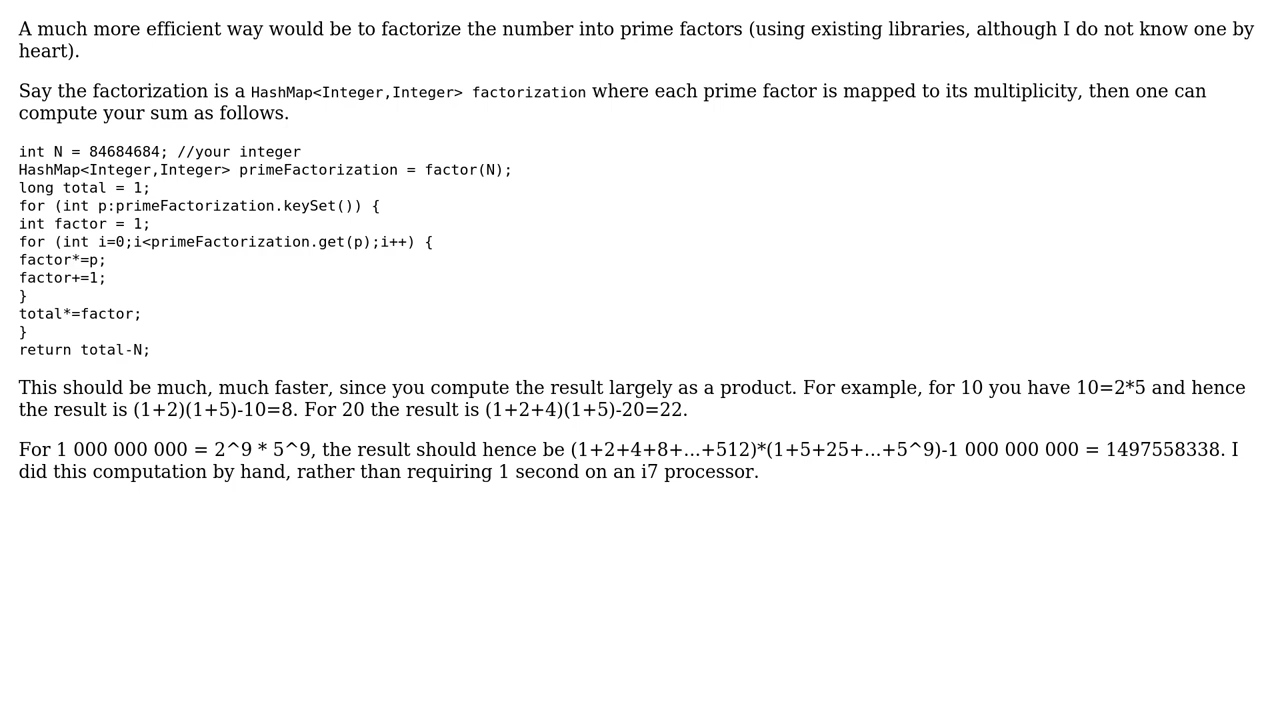 A much more efficient way would be to factorize the number into prime factors (using existing libraries, although I do not know one by
heart).
Say the factorization is a HashMap<Integer,Integer> factorization where each prime factor is mapped to its multiplicity, then one can
compute your sum as follows.
int N = 84684684; //your integer
HashMap<Integer,Integer> primeFactorization = factor(N);
long total = 1;
for (int p:primeFactorization.keySet()) {
int factor = 1;
for (int i=0;i<primeFactorization.get(p);i++) {
factor*=p;
factor+=1;
}
total*=factor;
}
return total-N;
This should be much, much faster, since you compute the result largely as a product. For example, for 10 you have 10=2*5 and hence
the result is (1+2)(1+5)-10=8. For 20 the result is (1+2+4)(1+5)-20=22.
For 1 000 000 000 = 2^9 * 5^9, the result should hence be (1+2+4+8+...+512)*(1+5+25+...+5^9)-1 000 000 000 = 1497558338. I
did this computation by hand, rather than requiring 1 second on an i7 processor.